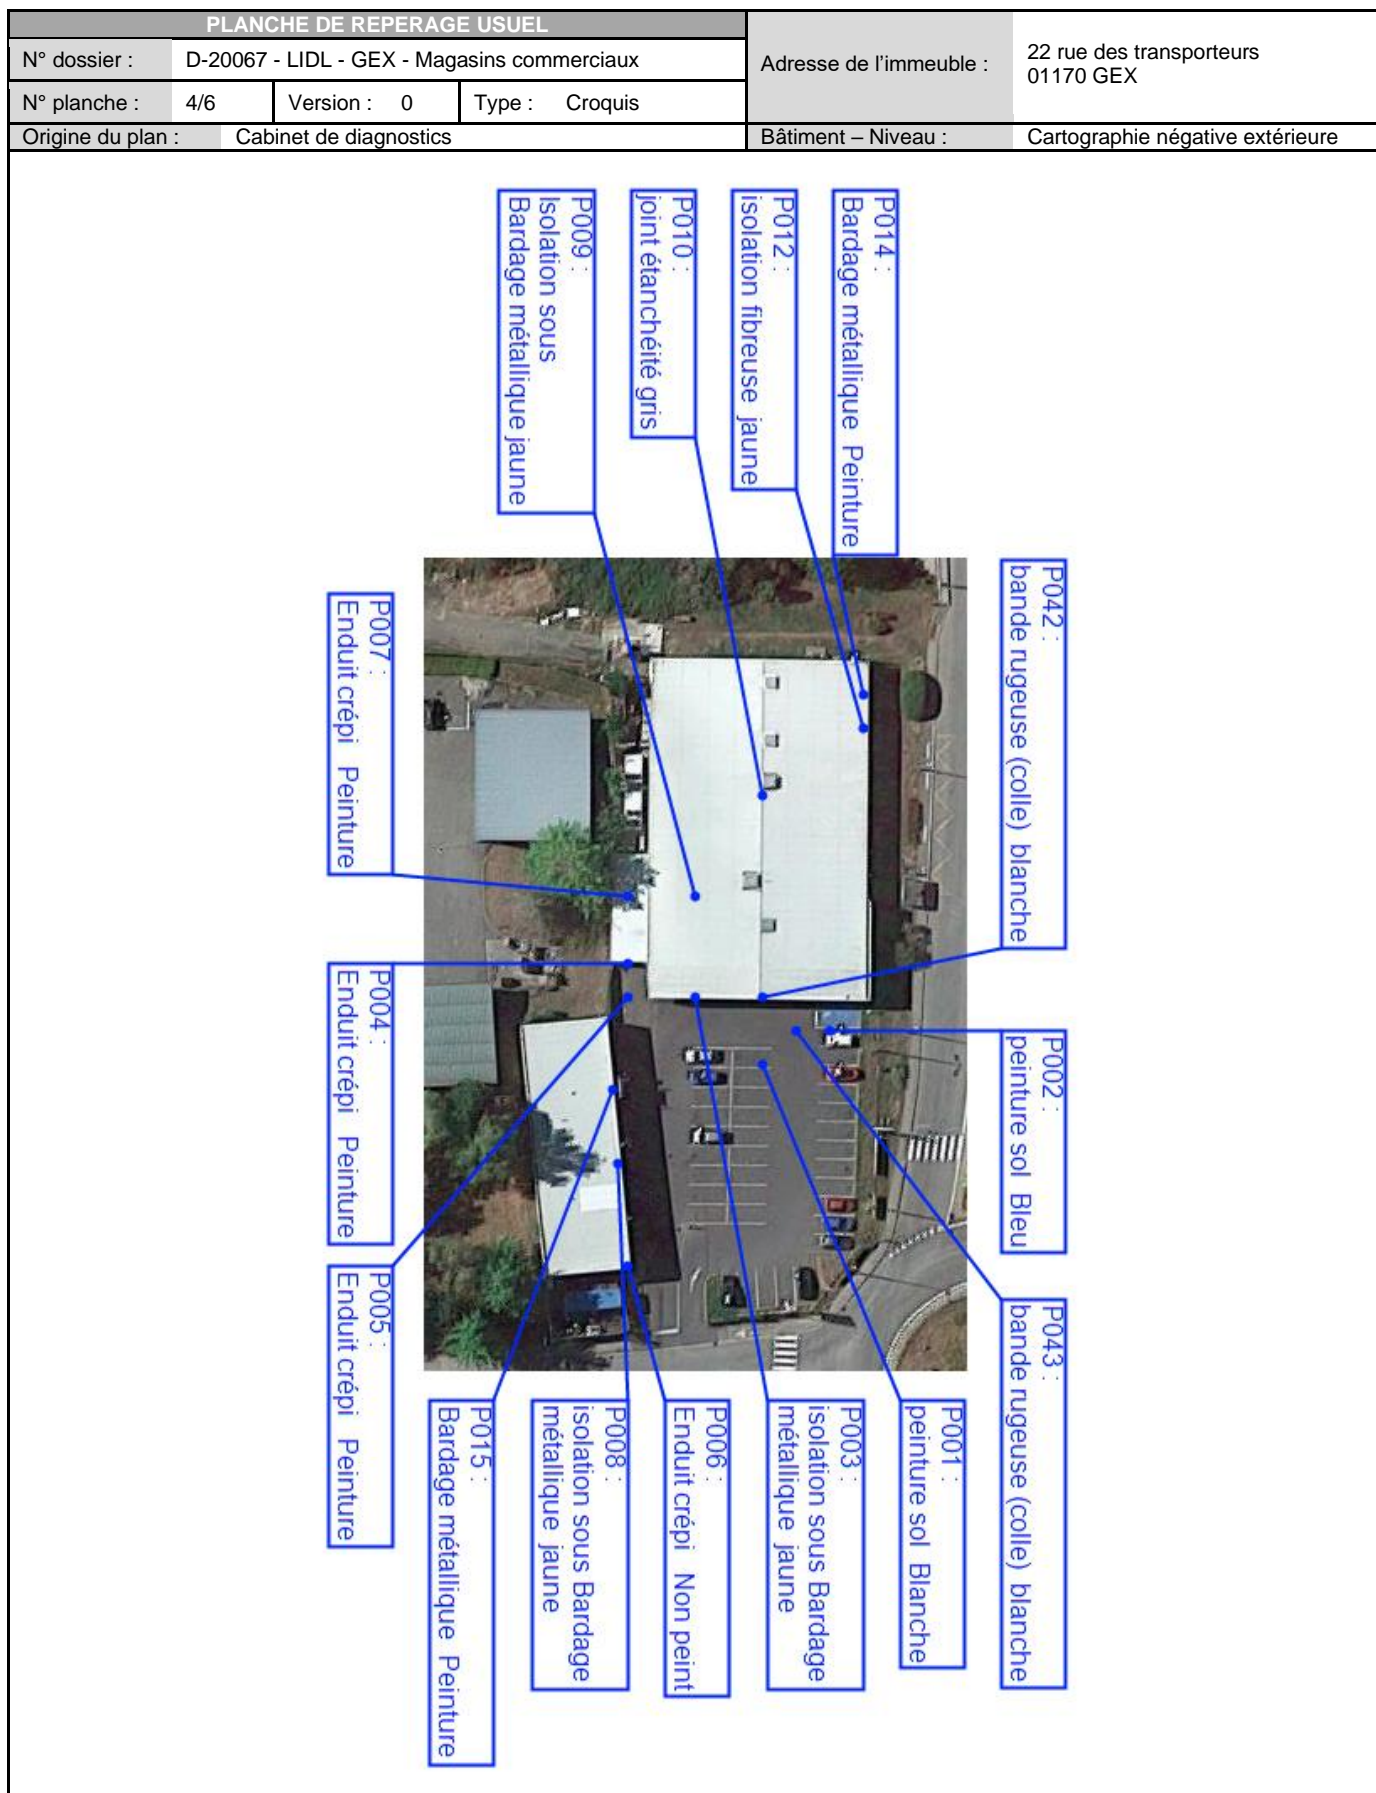 PLANCHE DE REPERAGE USUEL
N° dossier : D-20067 - LIDL - GEX - Magasins commerciaux
Adresse de l'immeuble : 22 rue des transporteurs
01170 GEX
N° planche : 4/6 Version : 0 Type : Croquis
Origine du plan : Cabinet de diagnostics
Bâtiment – Niveau : Cartographie négative extérieure
P014 :
Bardage métallique Peinture
P012 :
isolation fibreuse jaune
P010 :
joint étanchéité gris
P009 :
Isolation sous
Bardage métallique jaune
P042 :
bande rugeuse (colle) blanche
P002 :
peinture sol Bleu
P043 :
bande rugeuse (colle) blanche
P007 :
Enduit crépi Peinture
P004 :
Enduit crépi Peinture
P005 :
Enduit crépi Peinture
P001 :
peinture sol Blanche
P003 :
isolation sous Bardage
métallique jaune
P006 :
Enduit crépi Non peint
P008 :
isolation sous Bardage
métallique jaune
P015 :
Bardage métallique Peinture